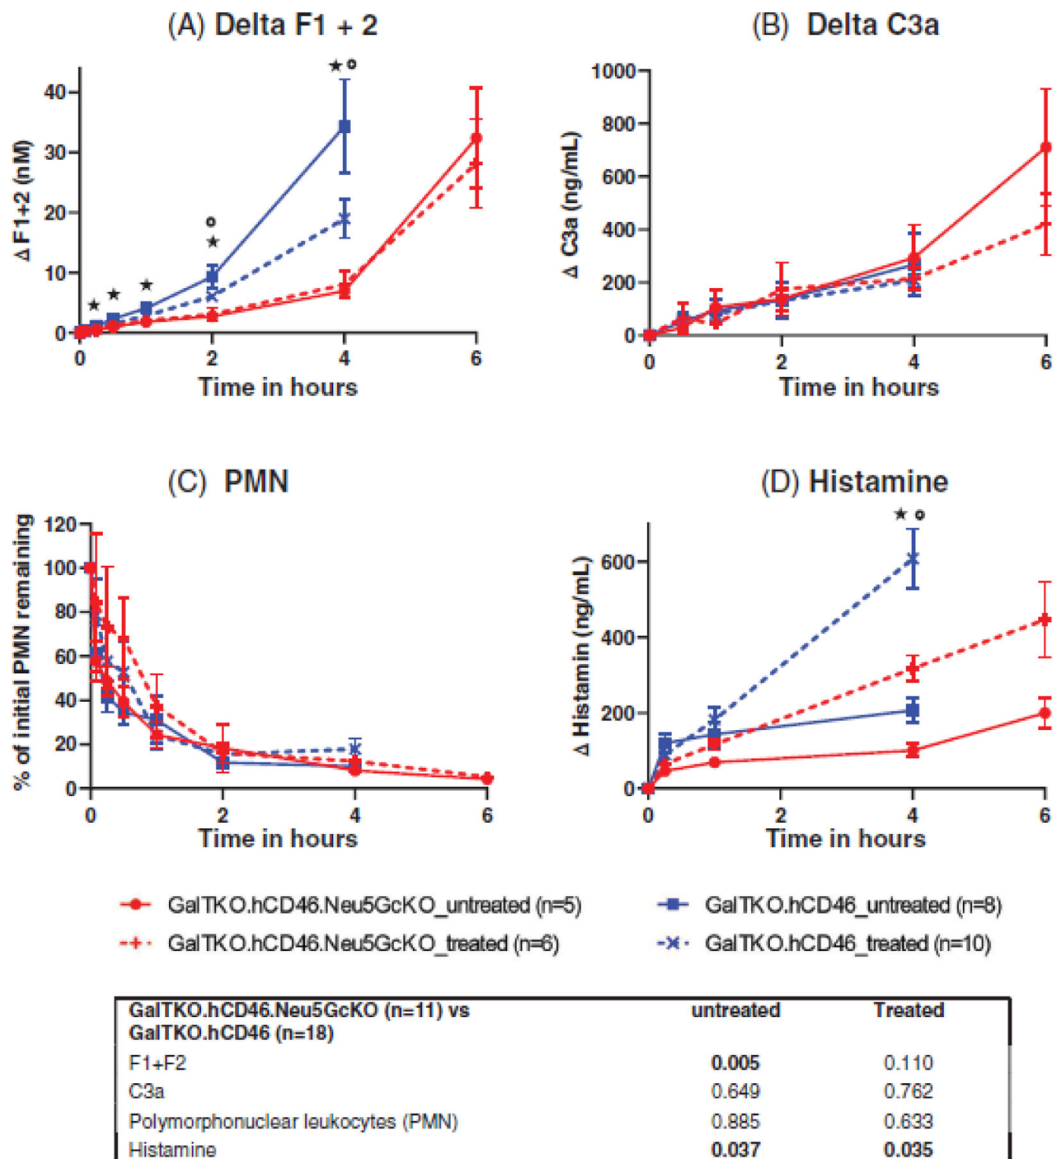 (A) Delta F1 + 2
(B) Delta C3a
Δ F1+2 (nM)
40
30
20
10
0
0 2 4 6
Time in hours
Δ C3a (ng/mL)
1000
800
600
400
200
0
0 2 4 6
Time in hours
(C) PMN
(D) Histamine
% of initial PMN remaining
120
100
80
60
40
20
0
0 2 4 6
Time in hours
Δ Histamin (ng/mL)
600
400
200
0
0 2 4 6
Time in hours
GalTKO.hCD46.Neu5GcKO_untreated (n=5)
GalTKO.hCD46_untreated (n=8)
GalTKO.hCD46.Neu5GcKO_treated (n=6)
GalTKO.hCD46_treated (n=10)
GalTKO.hCD46.Neu5GcKO (n=11) vs untreated Treated
GalTKO.hCD46 (n=18)
F1+F2 0.005 0.110
C3a 0.649 0.762
Polymorphonuclear leukocytes (PMN) 0.885 0.633
Histamine 0.037 0.035